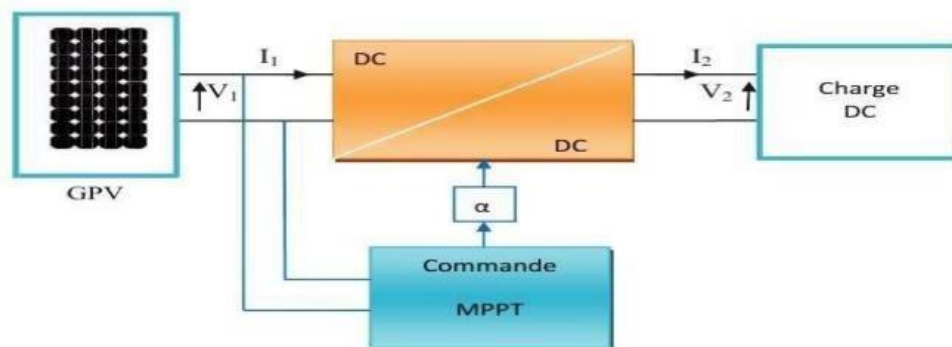 I₁
V₁
GPV
DC
DC
α
Commande
MPPT
I₂
V₂
Charge
DC